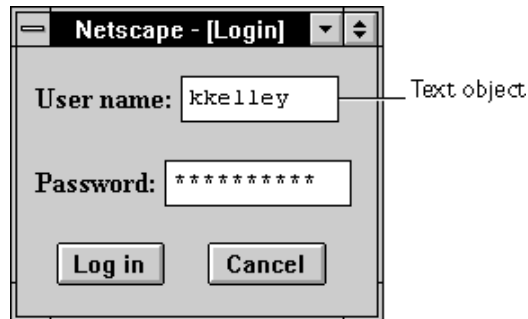 Netscape - [Login]
User name: kkelley
Text object
Password: **********
Log in Cancel